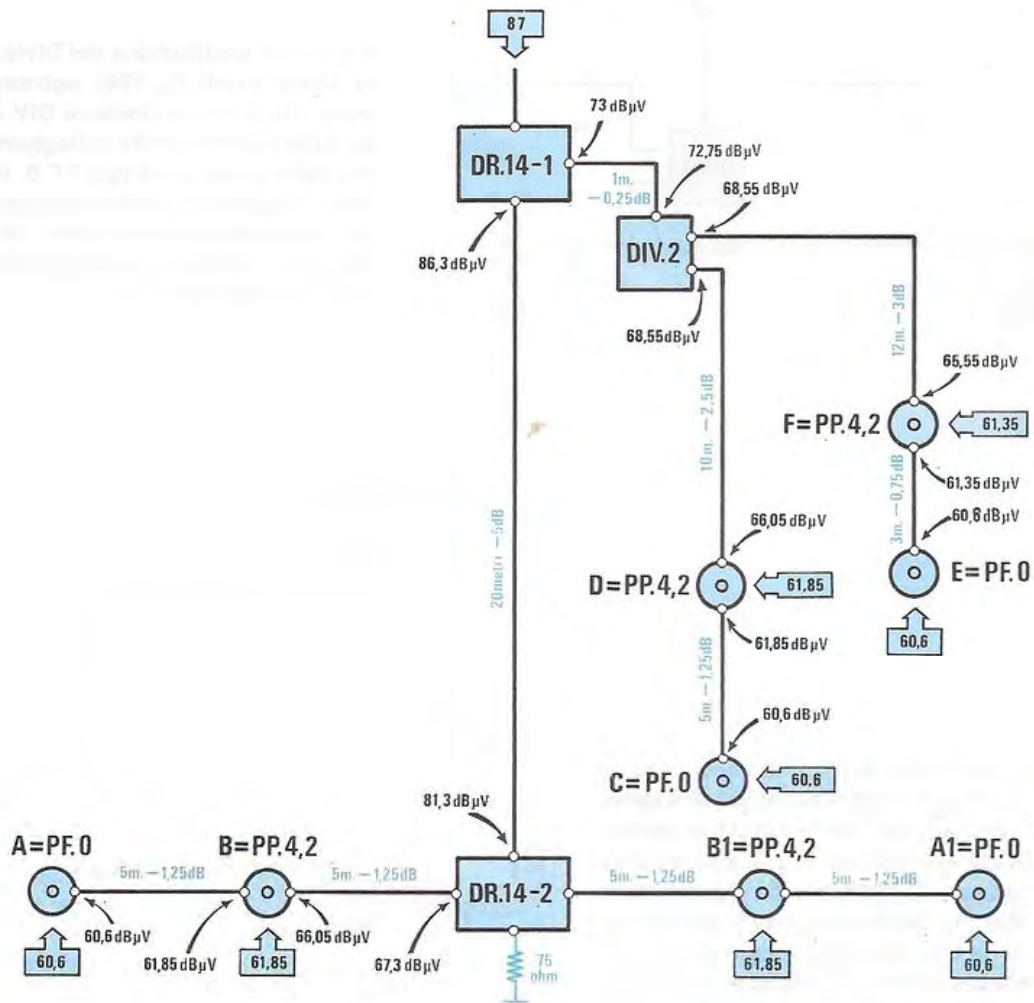 87
73 dBµV
DR.14-1
1m.
-0,25dB
72,75 dBµV
68,55 dBµV
DIV.2
86,3 dBµV
68,55 dBµV
12m. -3dB
10m. -2,5dB
20metri -5dB
65,55 dBµV
F=PP.4,2
61,35
61,35 dBµV
3m. -0,75dB
60,8 dBµV
E=PF.0
60,6
66,05 dBµV
D=PP.4,2
61,85
61,85 dBµV
5m. -1,25dB
60,6 dBµV
C=PF.0
60,6
81,3 dBµV
A=PF.0
B=PP.4,2
B1=PP.4,2
A1=PF.0
5m. -1,25dB
5m. -1,25dB
DR.14-2
5m. -1,25dB
5m. -1,25dB
60,6 dBµV
61,85 dBµV
66,05 dBµV
67,3 dBµV
60,6
61,85
75
ohm
61,85
60,6